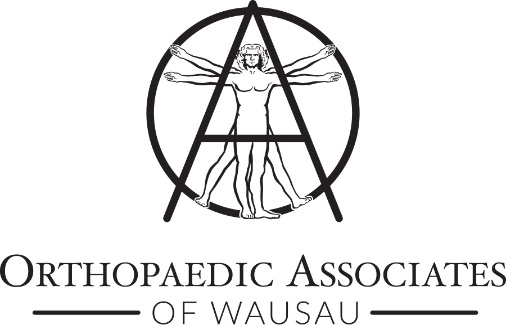 ORTHOPAEDIC ASSOCIATES
OF WAUSAU